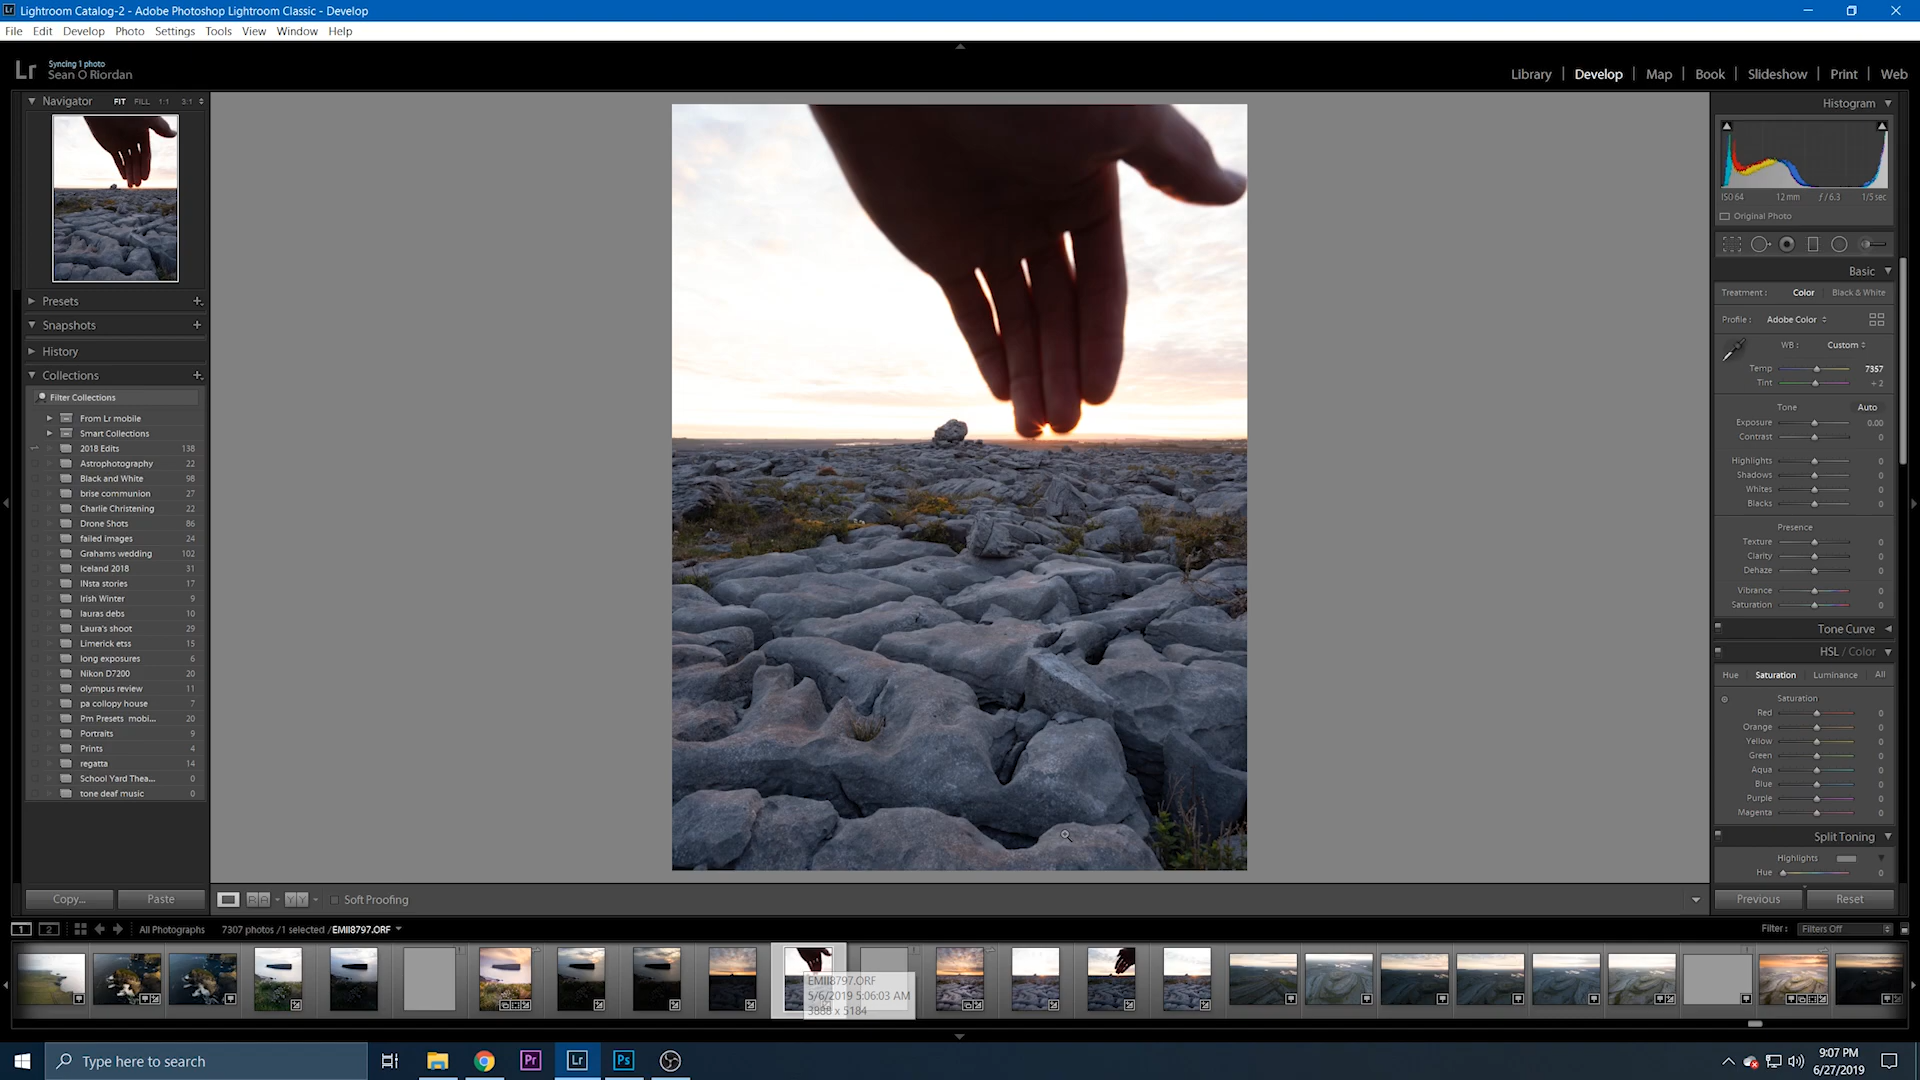 Lightroom Catalog-2 - Adobe Photoshop Lightroom Classic - Develop
File Edit Develop Photo Settings Tools View Window Help
Lr
Syncing 1 photo
Sean O Riordan
Library | Develop | Map | Book | Slideshow | Print | Web
Navigator FIT FILL 1:1 3:1
Presets
Snapshots
History
Collections
Filter Collections
From Lr mobile
Smart Collections
2018 Edits 138
Astrophotography 22
Black and White 98
brise communion 27
Charlie Christening 22
Drone Shots 86
failed images 24
Grahams wedding 102
Iceland 2018 31
INsta stories 17
Irish Winter 9
lauras debs 10
Laura's shoot 29
Limerick etss 15
long exposures 6
Nikon D7200 20
olympus review 11
pa collopy house 7
Pm Presets mobi... 20
Portraits 9
Prints 4
regatta 14
School Yard Thea... 0
tone deaf music 0
Copy... Paste
Histogram
ISO 64 12 mm ƒ/6.3 1/5 sec
Original Photo
Basic
Treatment : Color Black & White
Profile : Adobe Color
WB : Custom
Temp 7357
Tint + 2
Tone Auto
Exposure 0.00
Contrast 0
Highlights 0
Shadows 0
Whites 0
Blacks 0
Presence
Texture 0
Clarity 0
Dehaze 0
Vibrance 0
Saturation 0
Tone Curve
HSL / Color
Hue Saturation Luminance All
Saturation
Red 0
Orange 0
Yellow 0
Green 0
Aqua 0
Blue 0
Purple 0
Magenta 0
Split Toning
Highlights
Hue 0
Previous Reset
R A Y Y Soft Proofing
1 2 All Photographs 7307 photos / 1 selected / EMII8797.ORF Filter : Filters Off
EMII8797.ORF
5/6/2019 5:06:03 AM
3888 x 5184
Type here to search
Pr Lr Ps
9:07 PM
6/27/2019